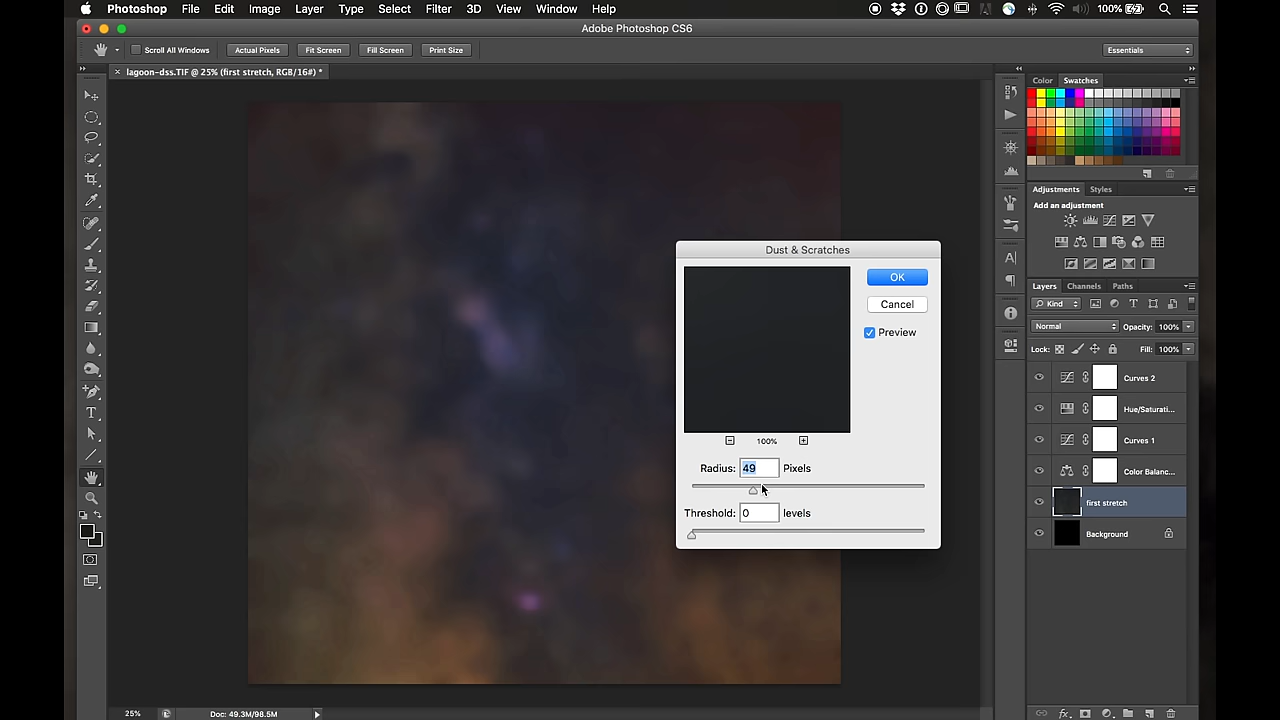 Photoshop File Edit Image Layer Type Select Filter 3D View Window Help 100%
Adobe Photoshop CS6
Scroll All Windows Actual Pixels Fit Screen Fill Screen Print Size Essentials
× lagoon-dss.TIF @ 25% (first stretch, RGB/16#) *
Color Swatches
Adjustments Styles
Add an adjustment
Dust & Scratches
OK
Cancel
Preview
100%
Radius: 49 Pixels
Threshold: 0 levels
Layers Channels Paths
Kind
Normal Opacity: 100%
Lock: Fill: 100%
Curves 2
Hue/Saturati...
Curves 1
Color Balanc...
first stretch
Background
25% Doc: 49.3M/98.5M